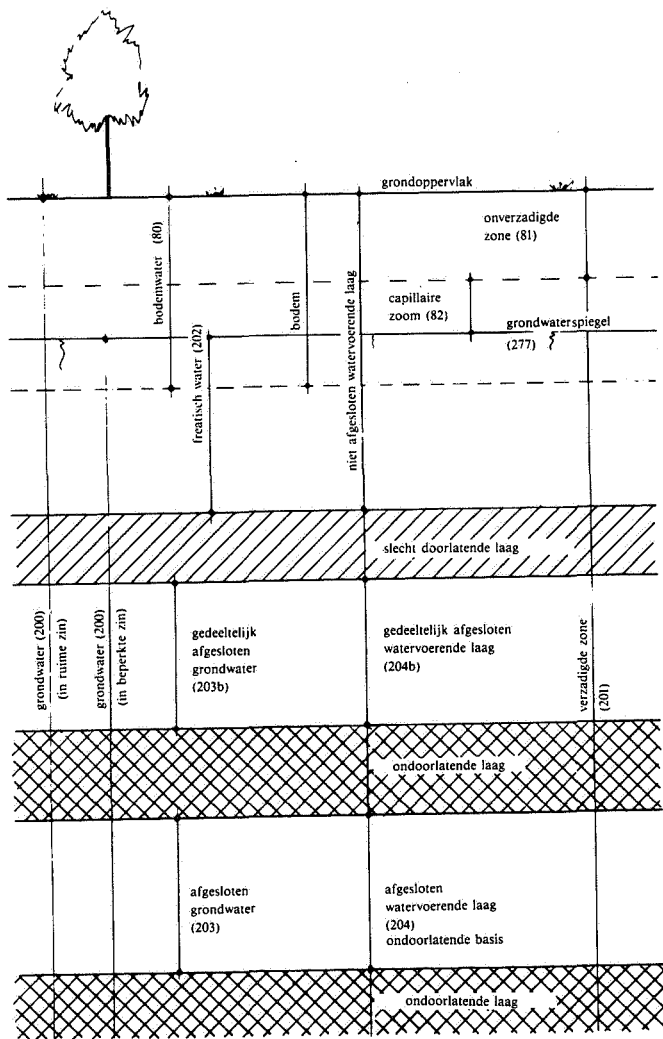 grondoppervlak
onverzadigde
zone (81)
bodemwater (80)
bodem
niet afgesloten watervoerende laag
capillaire
zoom (82)
grondwaterspiegel
(277)
freatisch water (202)
slecht doorlatende laag
grondwater (200)
(in ruime zin)
grondwater (200)
(in beperkte zin)
gedeeltelijk
afgesloten
grondwater
(203b)
gedeeltelijk afgesloten
watervoerende laag
(204b)
verzadigde zone
(201)
ondoorlatende laag
afgesloten
grondwater
(203)
afgesloten
watervoerende laag
(204)
ondoorlatende basis
ondoorlatende laag